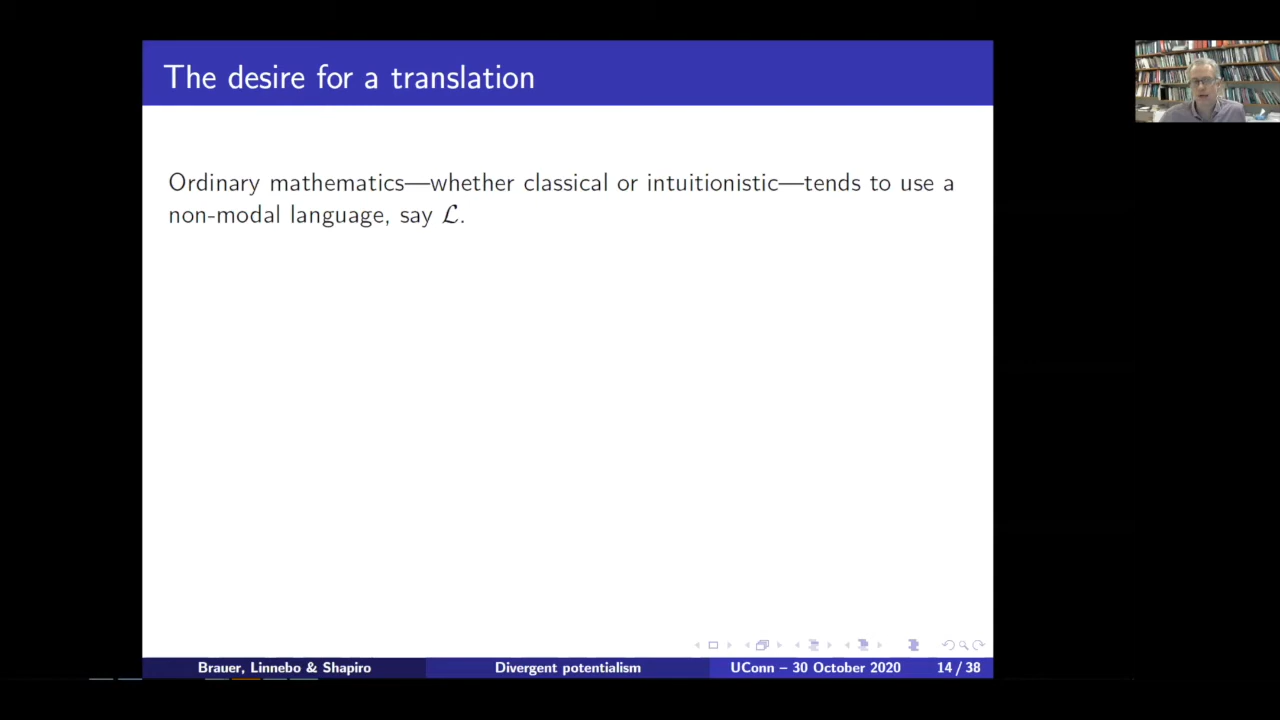 The desire for a translation
Ordinary mathematics—whether classical or intuitionistic—tends to use a
non-modal language, say ℒ.
Brauer, Linnebo & Shapiro Divergent potentialism UConn – 30 October 2020 14 / 38